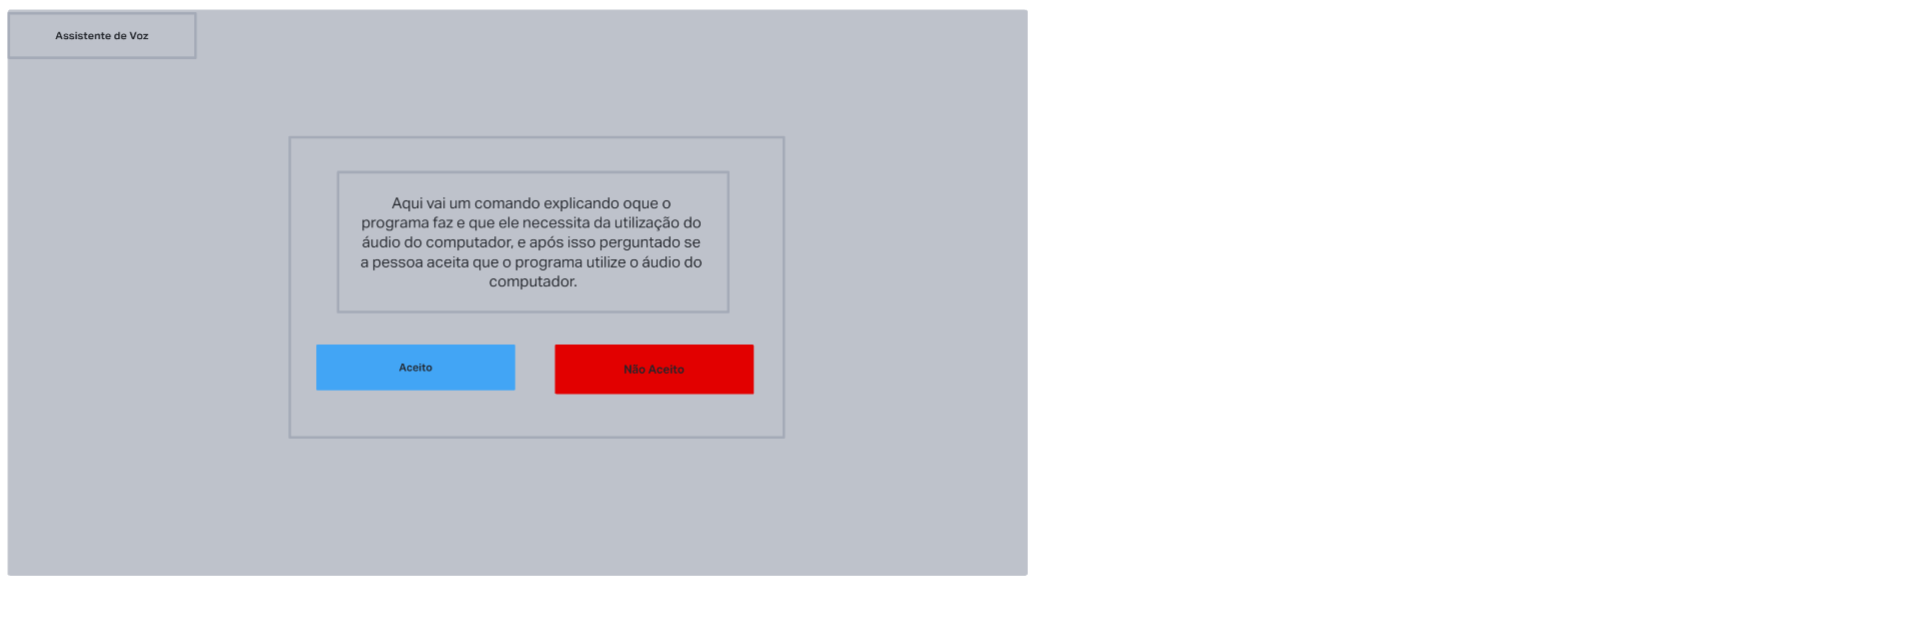 Assistente de Voz
Aqui vai um comando explicando oque o
programa faz e que ele necessita da utilização do
áudio do computador, e após isso perguntado se
a pessoa aceita que o programa utilize o áudio do
computador.
Aceito
Não Aceito